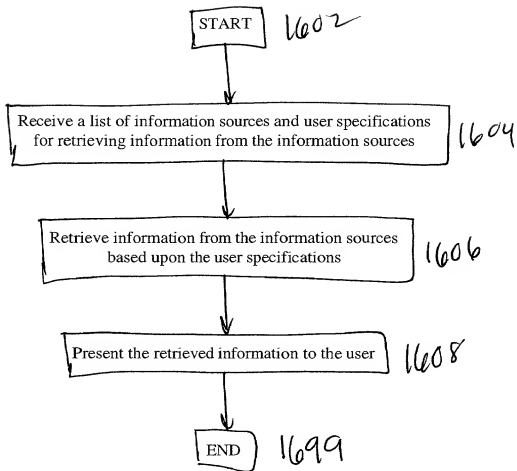 START 1602
Receive a list of information sources and user specifications
for retrieving information from the information sources 1604
Retrieve information from the information sources
based upon the user specifications 1606
Present the retrieved information to the user 1608
END 1699